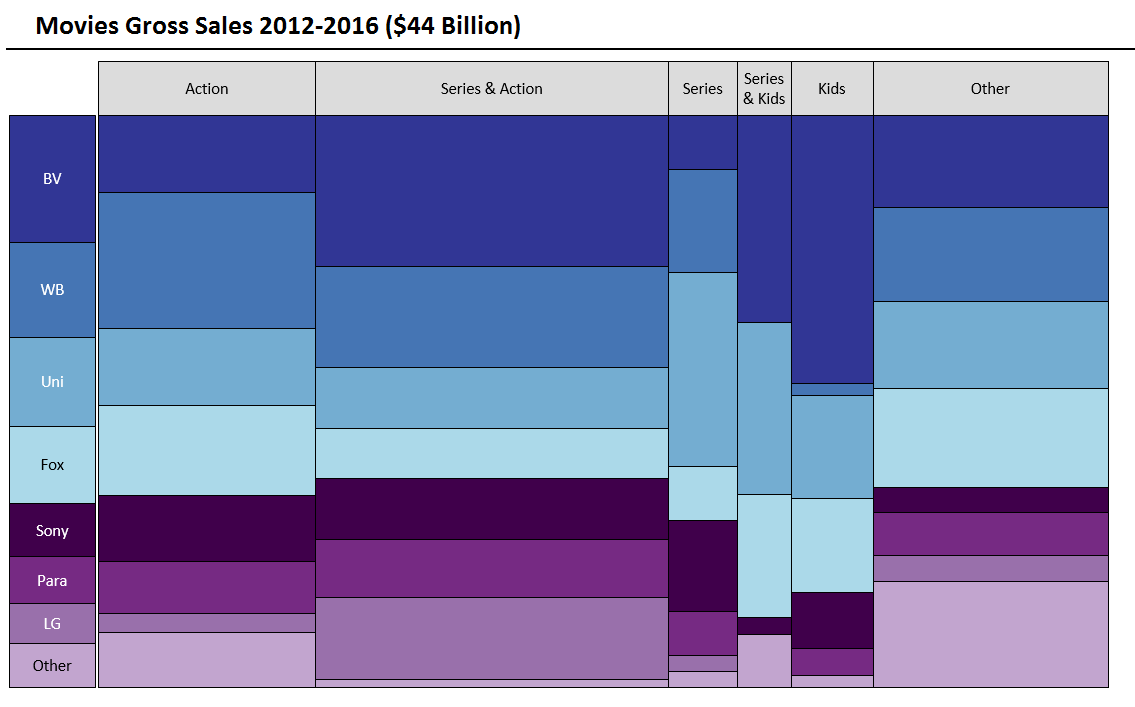 Movies Gross Sales 2012-2016 ($44 Billion)
Action
Series & Action
Series
Series
& Kids
Kids
Other
BV
WB
Uni
Fox
Sony
Para
LG
Other